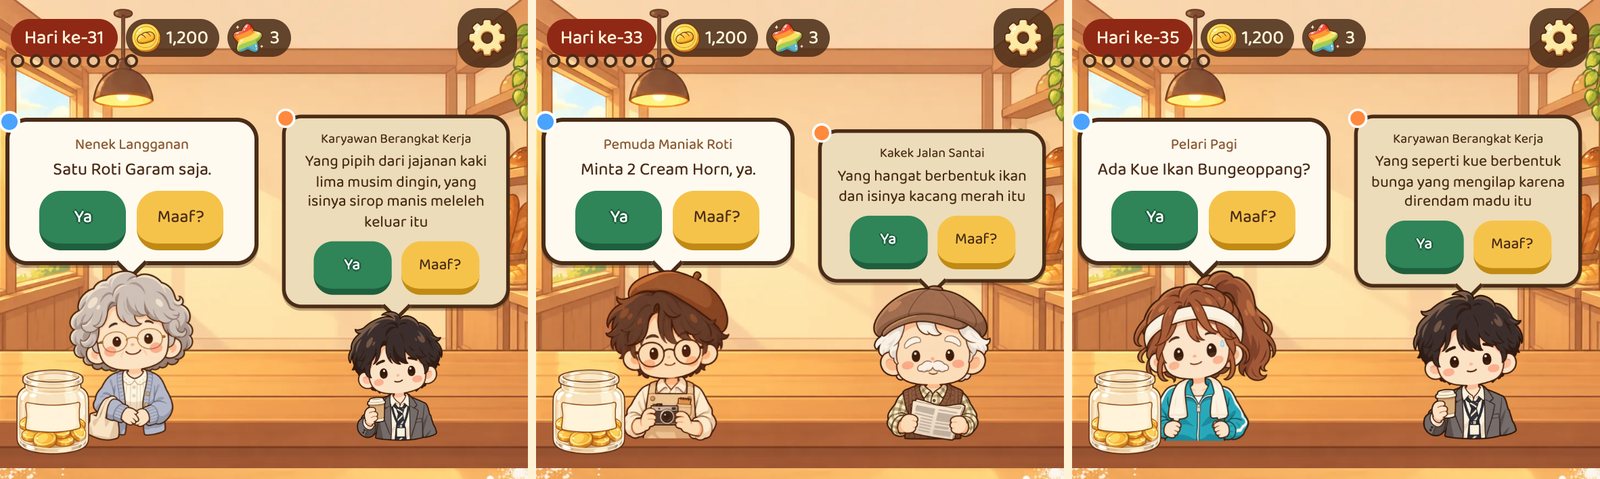 Hari ke-31
1,200
3
Nenek Langganan
Satu Roti Garam saja.
Ya
Maaf?
Karyawan Berangkat Kerja
Yang pipih dari jajanan kaki
lima musim dingin, yang
isinya sirop manis meleleh
keluar itu
Ya
Maaf?
Hari ke-33
1,200
3
Pemuda Maniak Roti
Minta 2 Cream Horn, ya.
Ya
Maaf?
Kakek Jalan Santai
Yang hangat berbentuk ikan
dan isinya kacang merah itu
Ya
Maaf?
Hari ke-35
1,200
3
Pelari Pagi
Ada Kue Ikan Bungeoppang?
Ya
Maaf?
Karyawan Berangkat Kerja
Yang seperti kue berbentuk
bunga yang mengilap karena
direndam madu itu
Ya
Maaf?